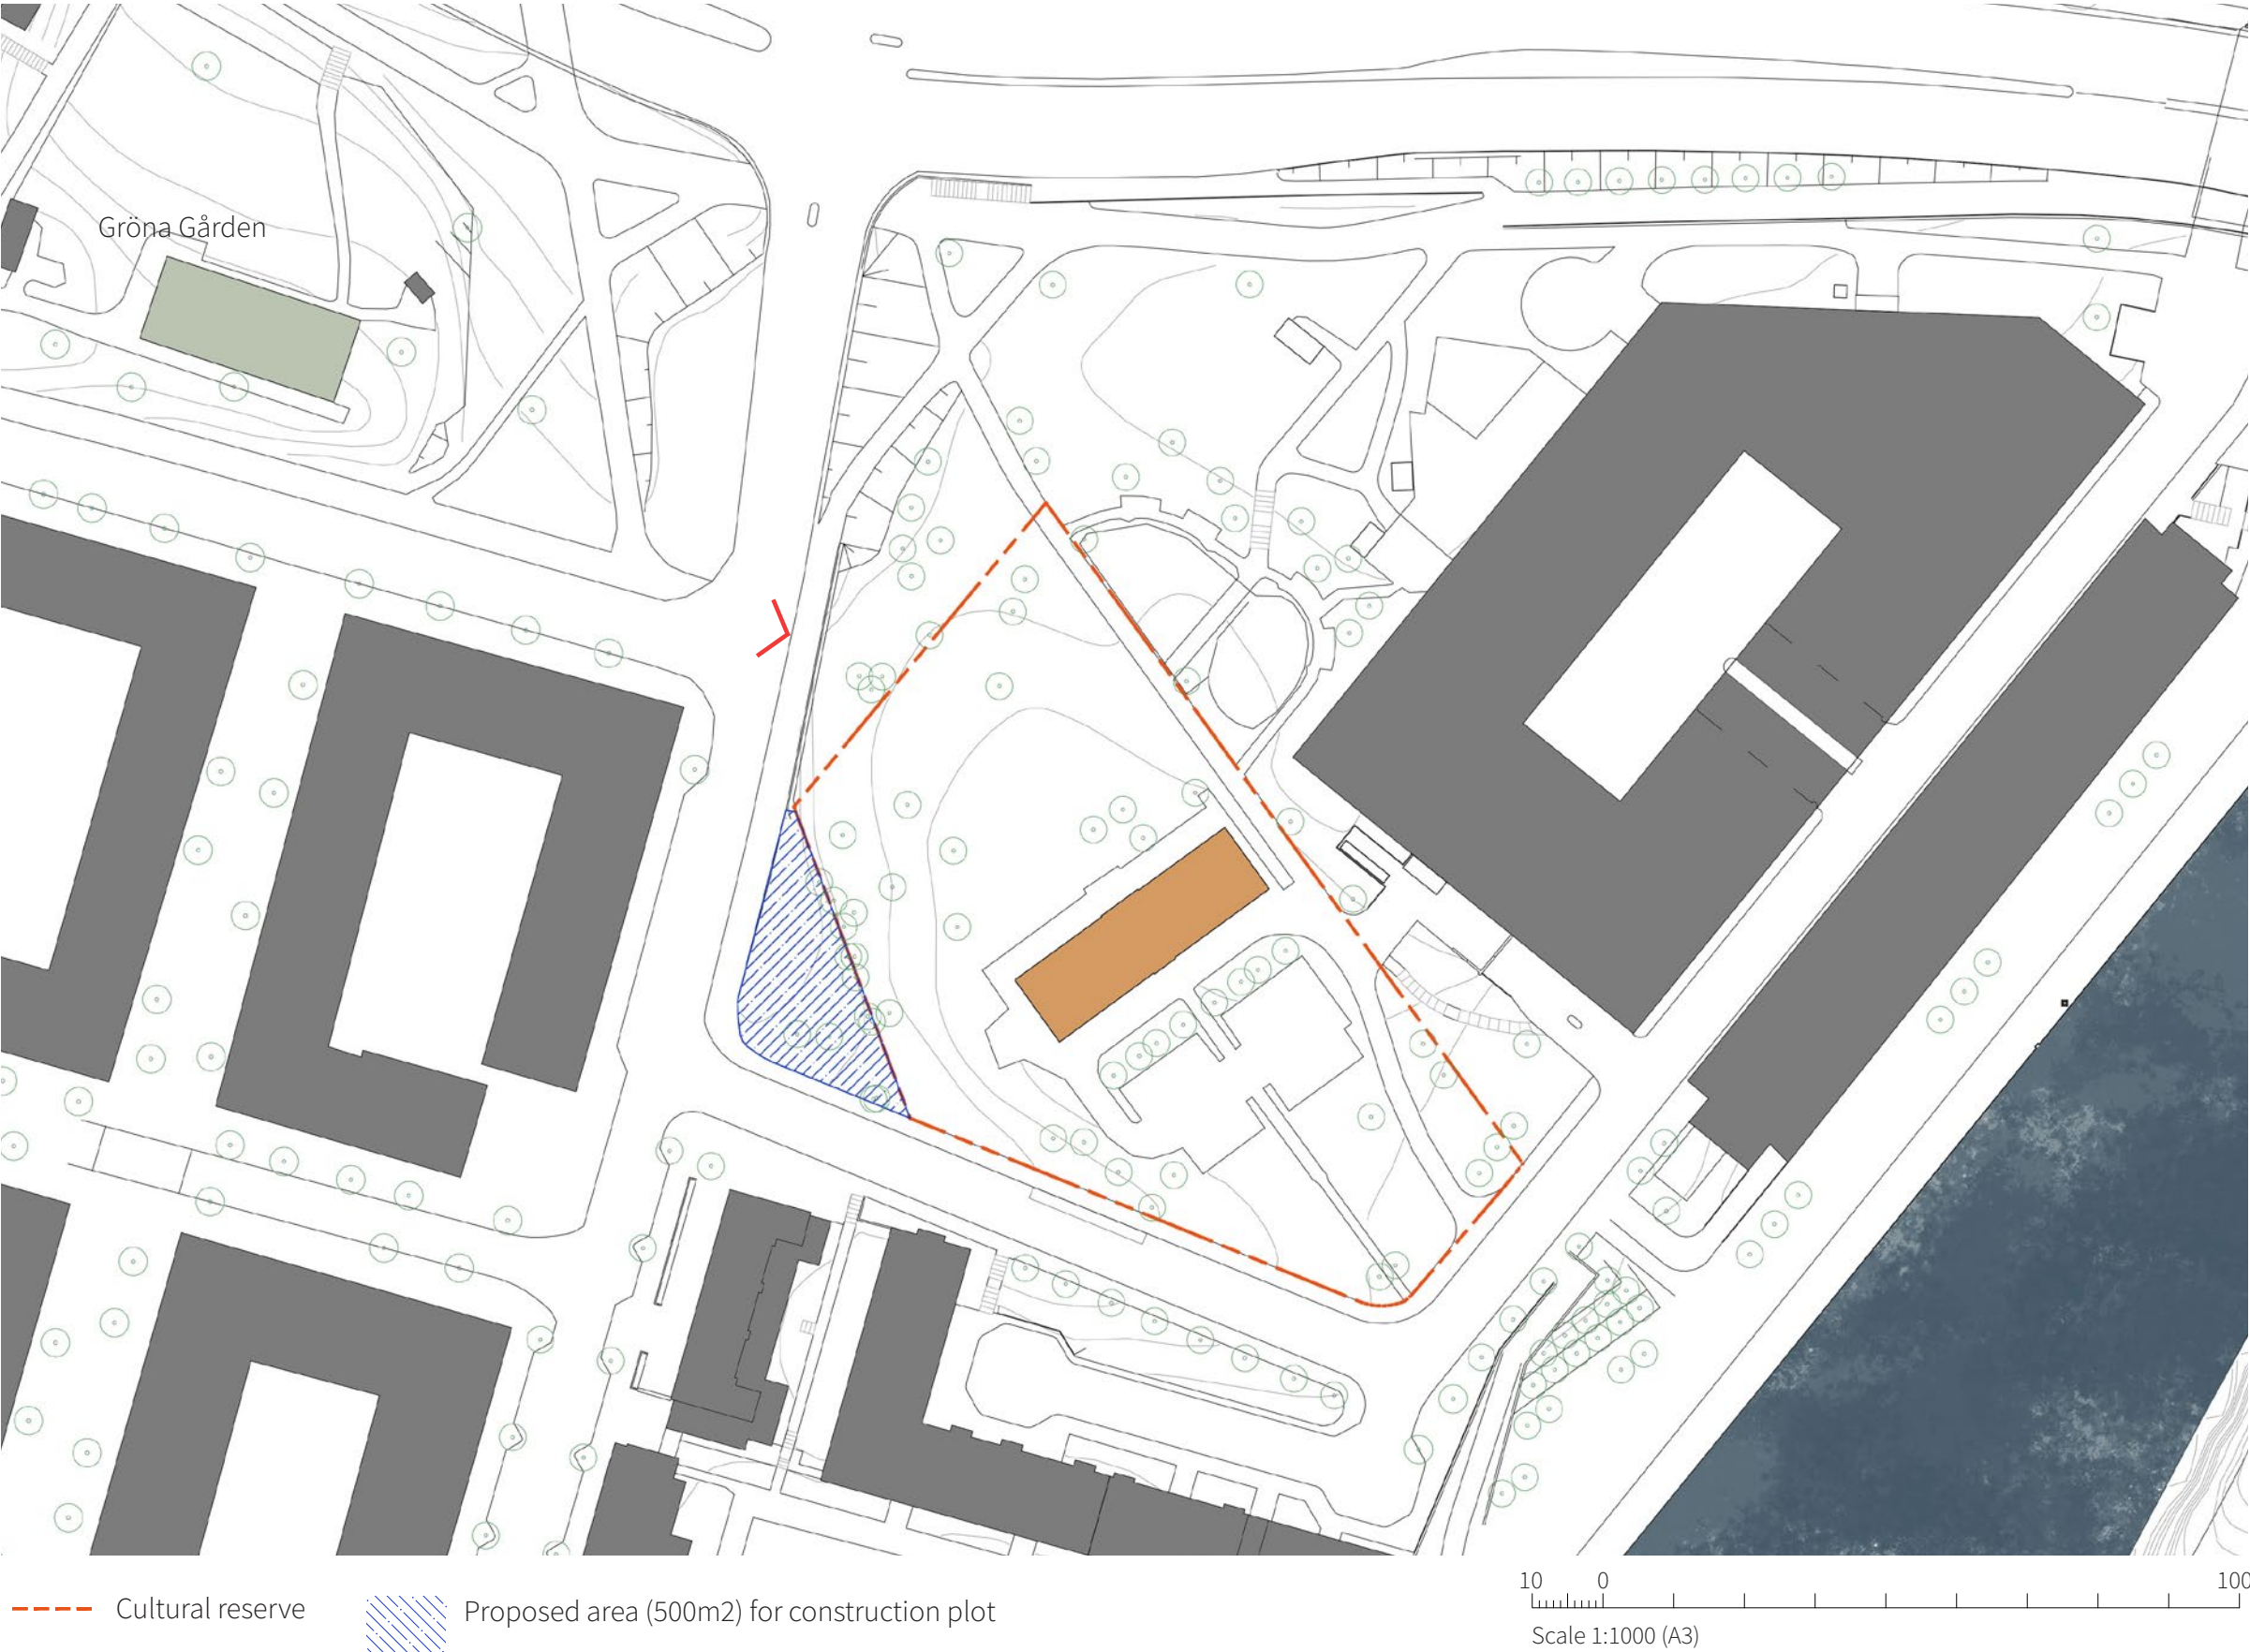 Gröna Gården
Cultural reserve
Proposed area (500m2) for construction plot
10 0 100
Scale 1:1000 (A3)